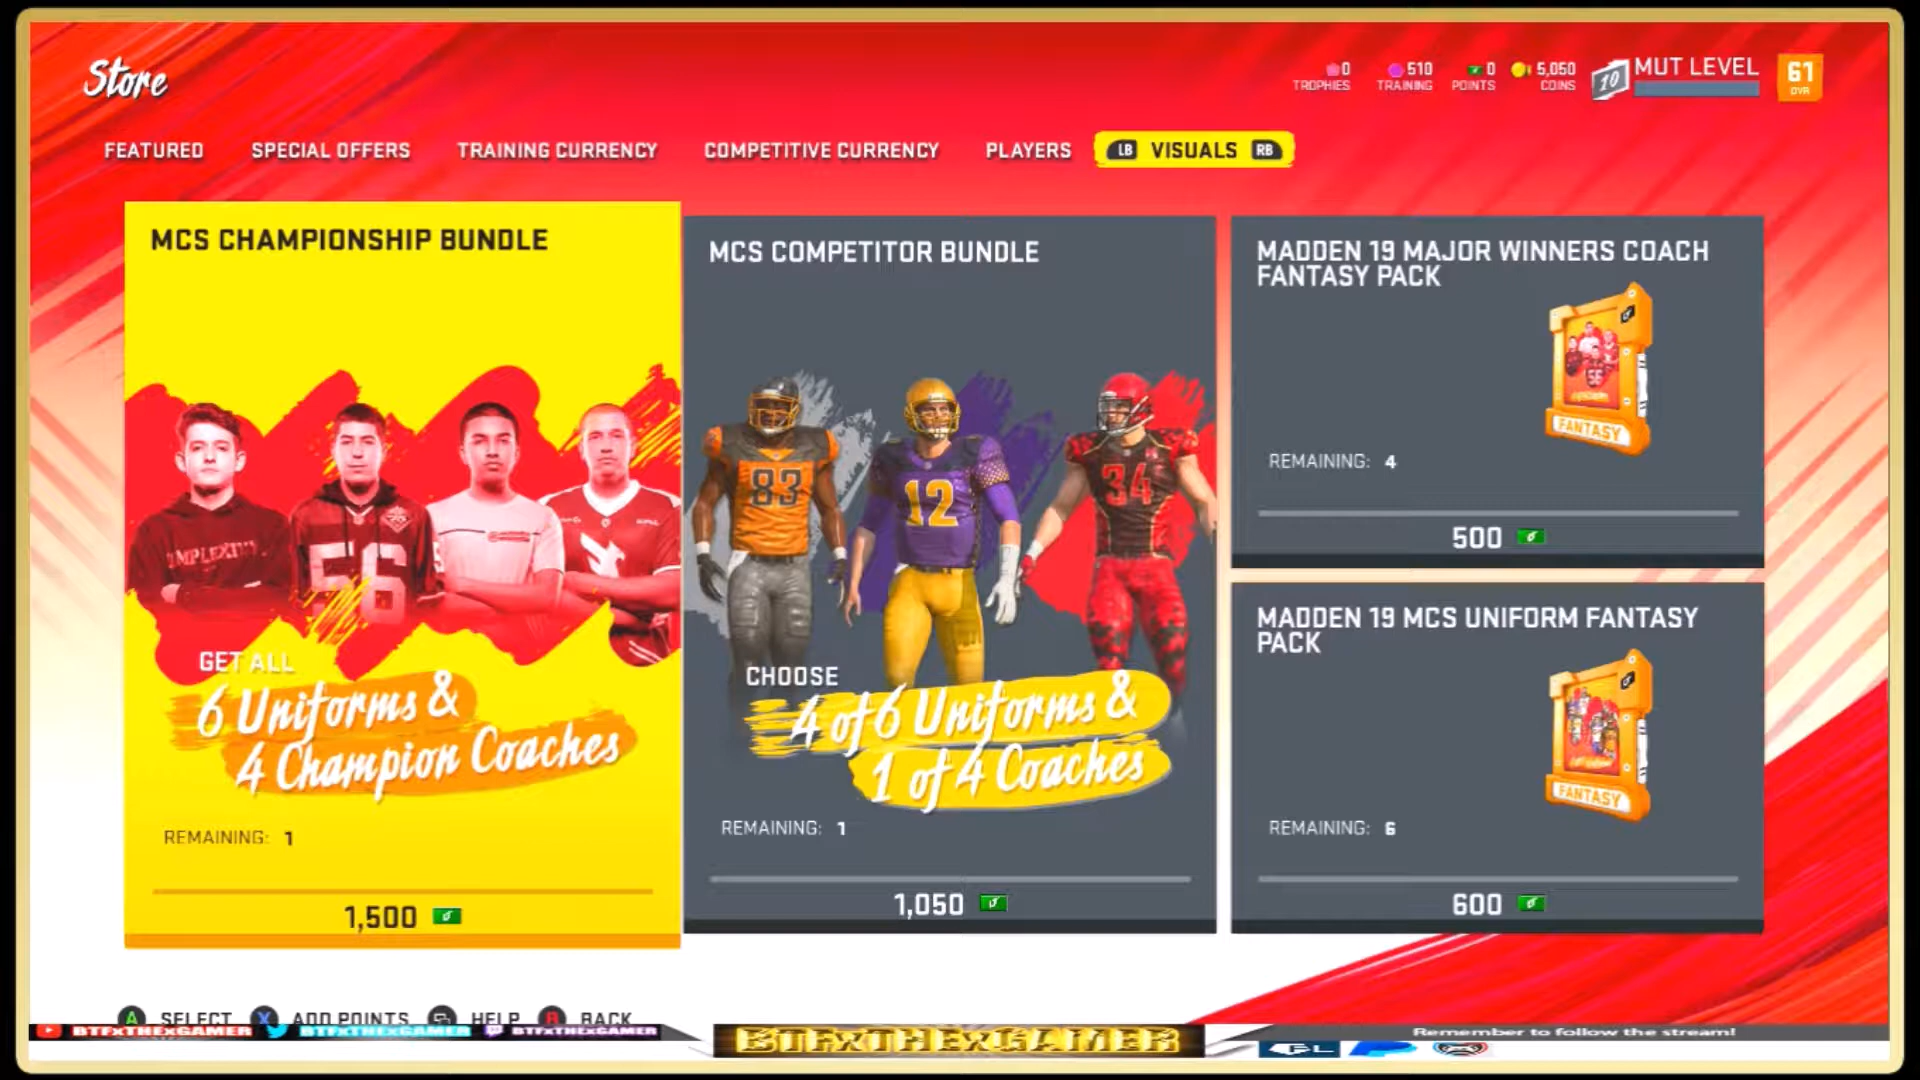 Store
0
TROPHIES
510
TRAINING
0
POINTS
5,050
COINS
10
MUT LEVEL
61
OVR
FEATURED
SPECIAL OFFERS
TRAINING CURRENCY
COMPETITIVE CURRENCY
PLAYERS
LB VISUALS RB
MCS CHAMPIONSHIP BUNDLE
56
GET ALL
6 Uniforms &
4 Champion Coaches
REMAINING: 1
1,500
MCS COMPETITOR BUNDLE
83
12
34
CHOOSE
4 of 6 Uniforms &
1 of 4 Coaches
REMAINING: 1
1,050
MADDEN 19 MAJOR WINNERS COACH
FANTASY PACK
FANTASY
REMAINING: 4
500
MADDEN 19 MCS UNIFORM FANTASY
PACK
FANTASY
REMAINING: 6
600
A SELECT X ADD POINTS HELP B BACK
BTFxTHExGAMER BTFxTHExGAMER BTFxTHExGAMER
BTFxTHExGAMER
Remember to follow the stream!